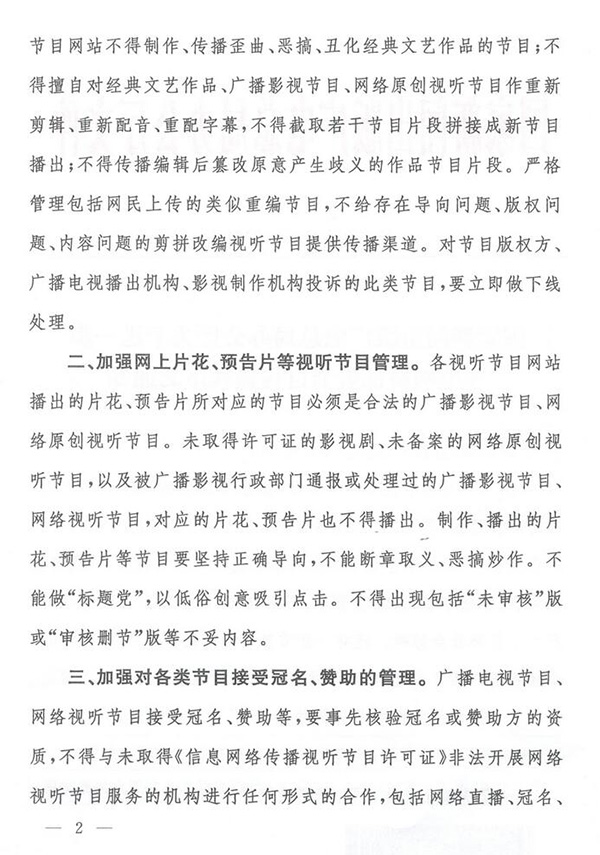 节目网站不得制作、传播歪曲、恶搞、丑化经典文艺作品的节目;不
得擅自对经典文艺作品、广播影视节目、网络原创视听节目作重新
剪辑、重新配音、重配字幕,不得截取若干节目片段拼接成新节目
播出;不得传播编辑后篡改原意产生歧义的作品节目片段。严格
管理包括网民上传的类似重编节目,不给存在导向问题、版权问
题、内容问题的剪拼改编视听节目提供传播渠道。对节目版权方、
广播电视播出机构、影视制作机构投诉的此类节目,要立即做下线
处理。
二、加强网上片花、预告片等视听节目管理。各视听节目网站
播出的片花、预告片所对应的节目必须是合法的广播影视节目、网
络原创视听节目。未取得许可证的影视剧、未备案的网络原创视
听节目,以及被广播影视行政部门通报或处理过的广播影视节目、
网络视听节目,对应的片花、预告片也不得播出。制作、播出的片
花、预告片等节目要坚持正确导向,不能断章取义、恶搞炒作。不
能做“标题党”,以低俗创意吸引点击。不得出现包括“未审核”版
或“审核删节”版等不妥内容。
三、加强对各类节目接受冠名、赞助的管理。广播电视节目、
网络视听节目接受冠名、赞助等,要事先核验冠名或赞助方的资
质,不得与未取得《信息网络传播视听节目许可证》非法开展网络
视听节目服务的机构进行任何形式的合作,包括网络直播、冠名、
— 2 —